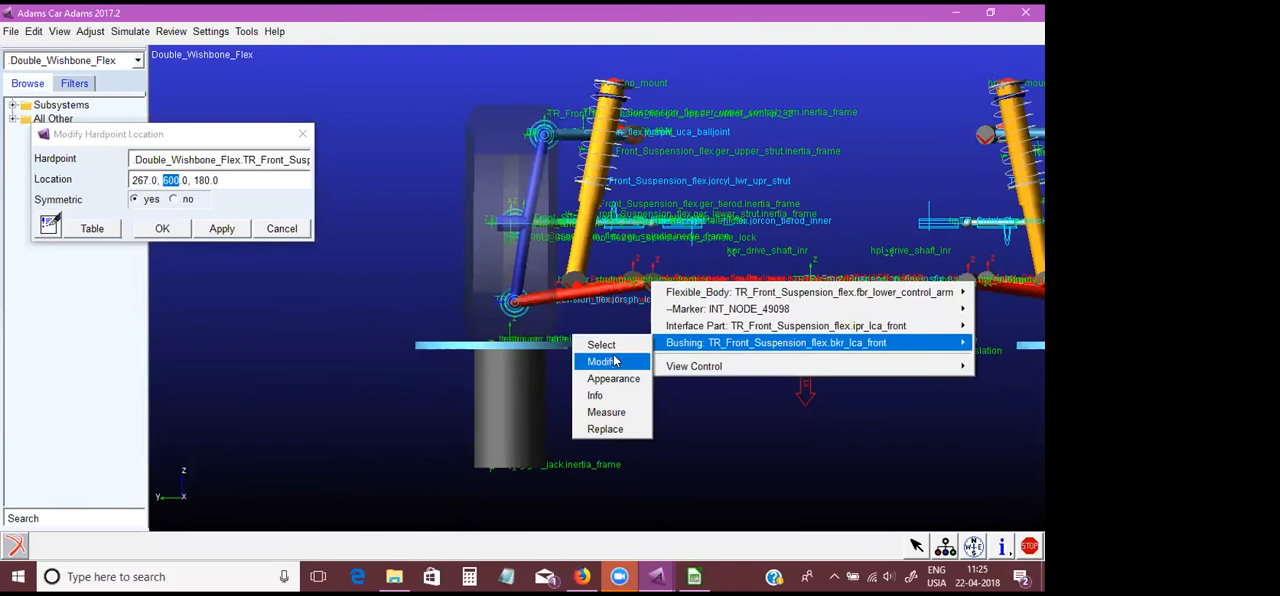 Adams Car Adams 2017.2
File Edit View Adjust Simulate Review Settings Tools Help
.Double_Wishbone_Flex
Double_Wishbone_Flex
Browse Filters
Subsystems
All Other
Modify Hardpoint Location
Hardpoint .Double_Wishbone_Flex.TR_Front_Susp
Location 267.0, 600.0, 180.0
Symmetric yes no
Table OK Apply Cancel
uca_balljoint
Front_Suspension_flex.ger_upper_strut.inertia_frame
Front_Suspension_flex.jorcyl_lwr_upr_strut
hpr_drive_shaft_inr
hpl_drive_shaft_inr
Flexible_Body: TR_Front_Suspension_flex.fbr_lower_control_arm
--Marker: INT_NODE_49098
Interface Part: TR_Front_Suspension_flex.ipr_lca_front
Bushing: TR_Front_Suspension_flex.bkr_lca_front
View Control
Select
Modify
Appearance
Info
Measure
Replace
_jack.inertia_frame
z
y x
Search
Type here to search
ENG
USIA
11:25
22-04-2018
STOP